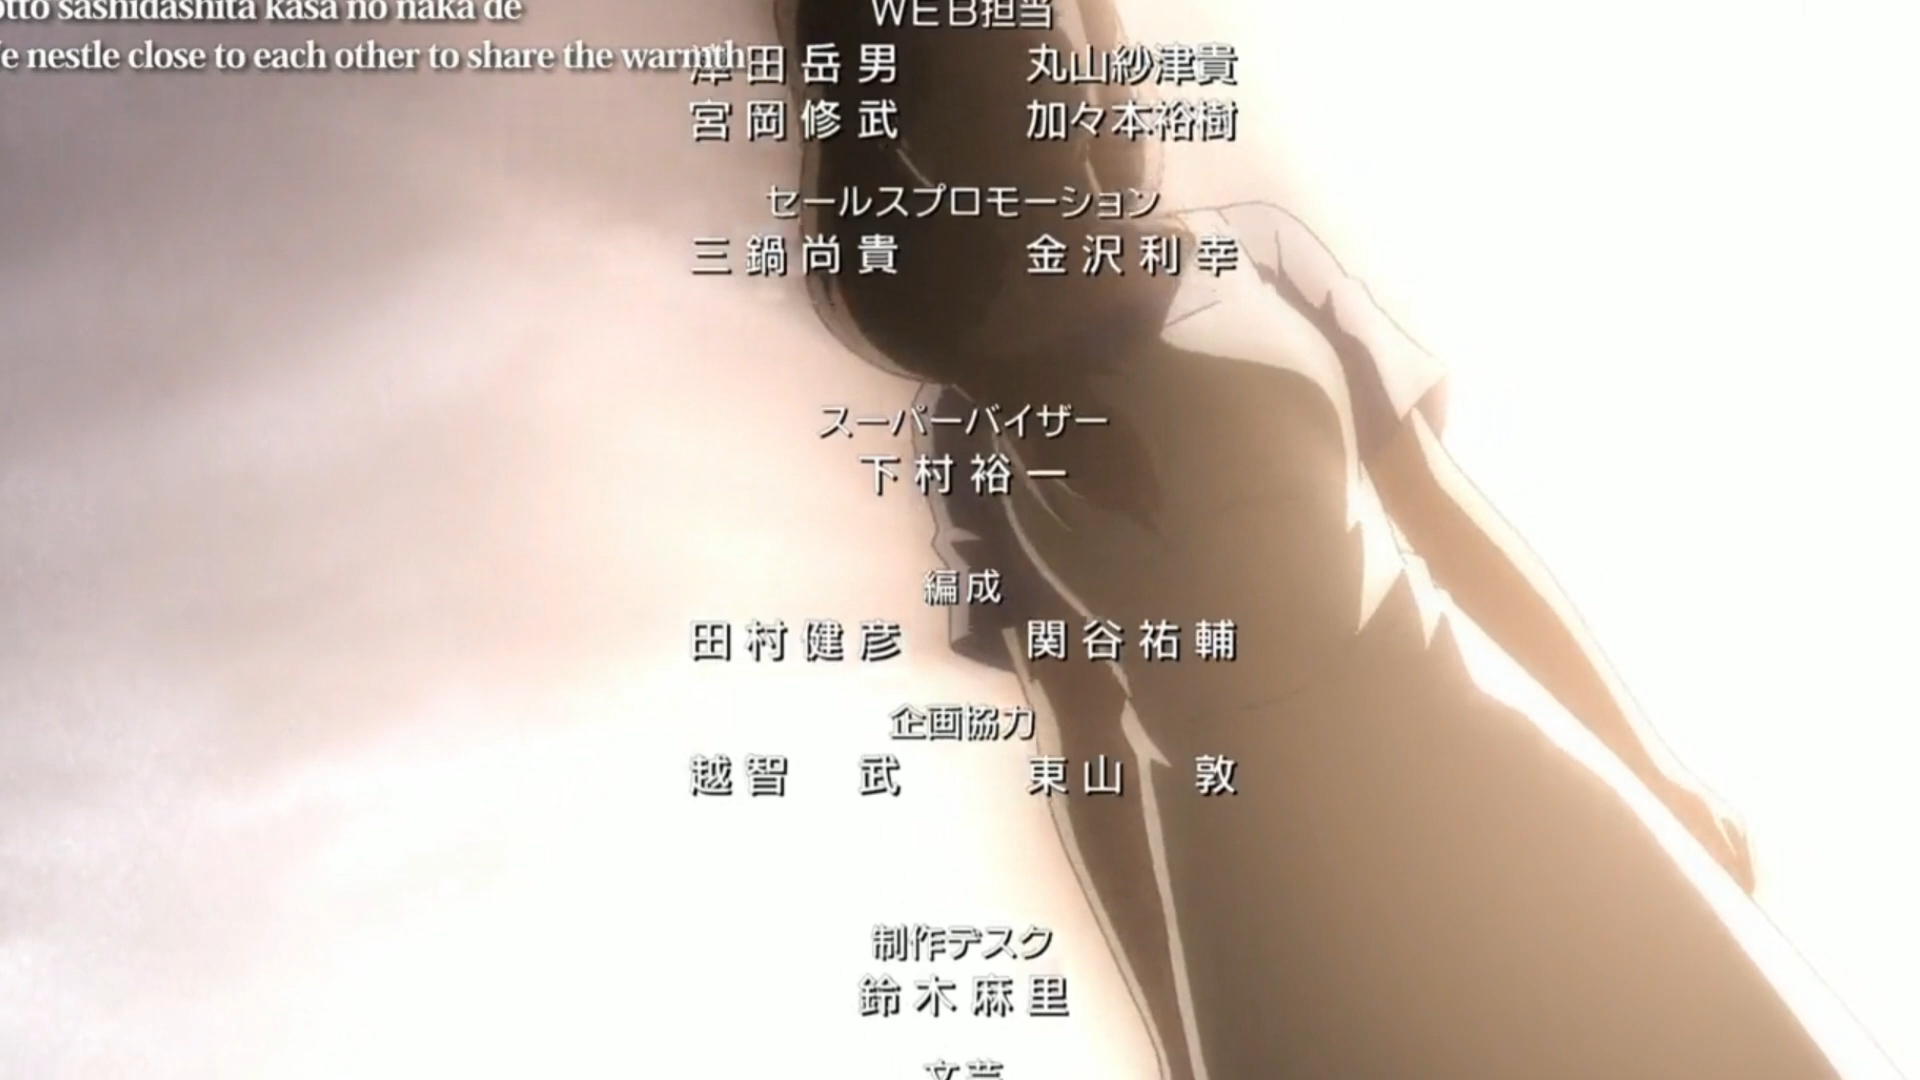 otto sashidashita kasa no naka de
e nestle close to each other to share the warmth
WEB担当
澤田岳男 丸山紗津貴
宮岡修武 加々本裕樹
セールスプロモーション
三鍋尚貴 金沢利幸
スーパーバイザー
下村裕一
編成
田村健彦 関谷祐輔
企画協力
越智 武 東山 敦
制作デスク
鈴木麻里
文芸